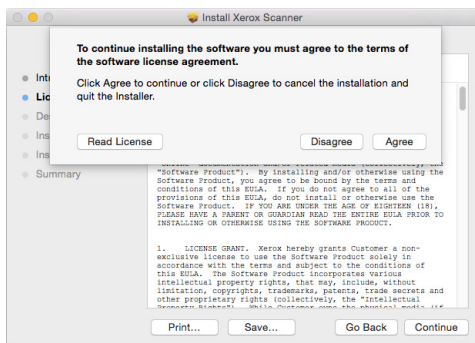 Install Xerox Scanner
To continue installing the software you must agree to the terms of
the software license agreement.
Click Agree to continue or click Disagree to cancel the installation and
quit the Installer.
Read License
Disagree
Agree
Summary
"Software Product"). By installing and/or otherwise using the
Software Product, you agree to be bound by the terms and
conditions of this EULA. If you do not agree to all of the
provisions of this EULA, do not install or otherwise use the
Software Product. IF YOU ARE UNDER THE AGE OF EIGHTEEN (18),
PLEASE HAVE A PARENT OR GUARDIAN READ THE ENTIRE EULA PRIOR TO
INSTALLING OR OTHERWISE USING THE SOFTWARE PRODUCT.
1. LICENSE GRANT. Xerox hereby grants Customer a non-
exclusive license to use the Software Product solely in
accordance with the terms and subject to the conditions of
this EULA. The Software Product incorporates various
intellectual property rights, that may, include, without
limitation, copyrights, trademarks, patents, trade secrets and
other proprietary rights (collectively, the "Intellectual
Print...
Save...
Go Back
Continue